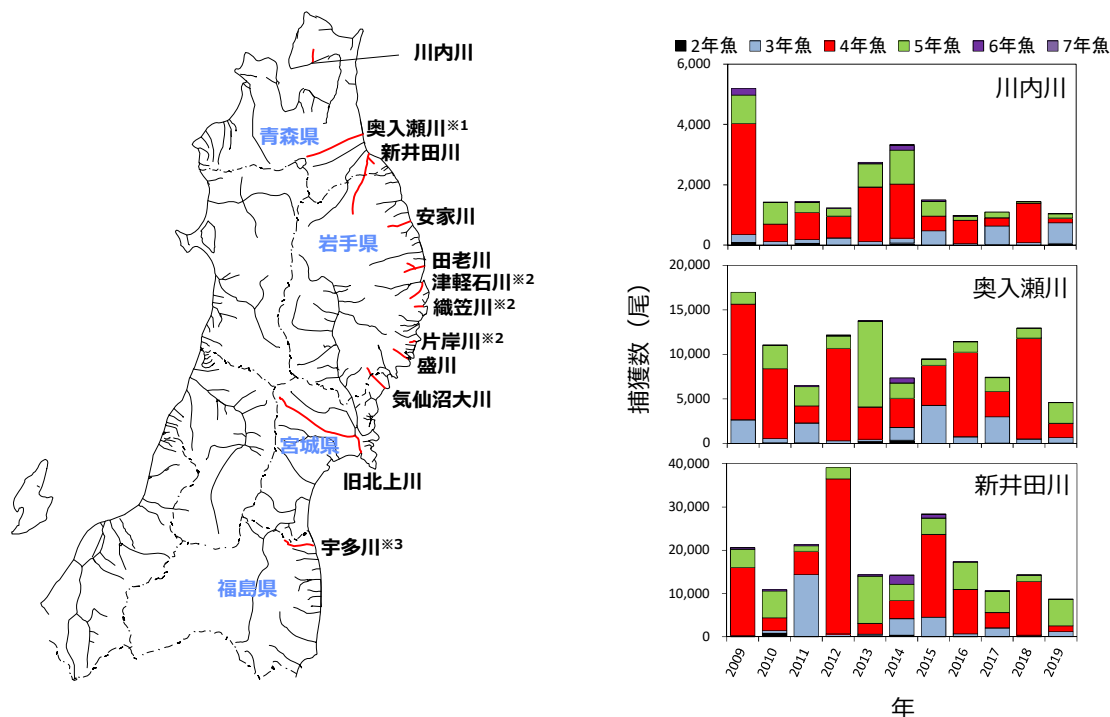 川内川
奥入瀬川※1
青森県
新井田川
安家川
岩手県
田老川
津軽石川※2
織笠川※2
片岸川※2
盛川
気仙沼大川
宮城県
旧北上川
宇多川※3
福島県
2年魚 3年魚 4年魚 5年魚 6年魚 7年魚
捕獲数（尾）
川内川
6,000
4,000
2,000
0
奥入瀬川
20,000
15,000
10,000
5,000
0
新井田川
40,000
30,000
20,000
10,000
0
2009 2010 2011 2012 2013 2014 2015 2016 2017 2018 2019
年